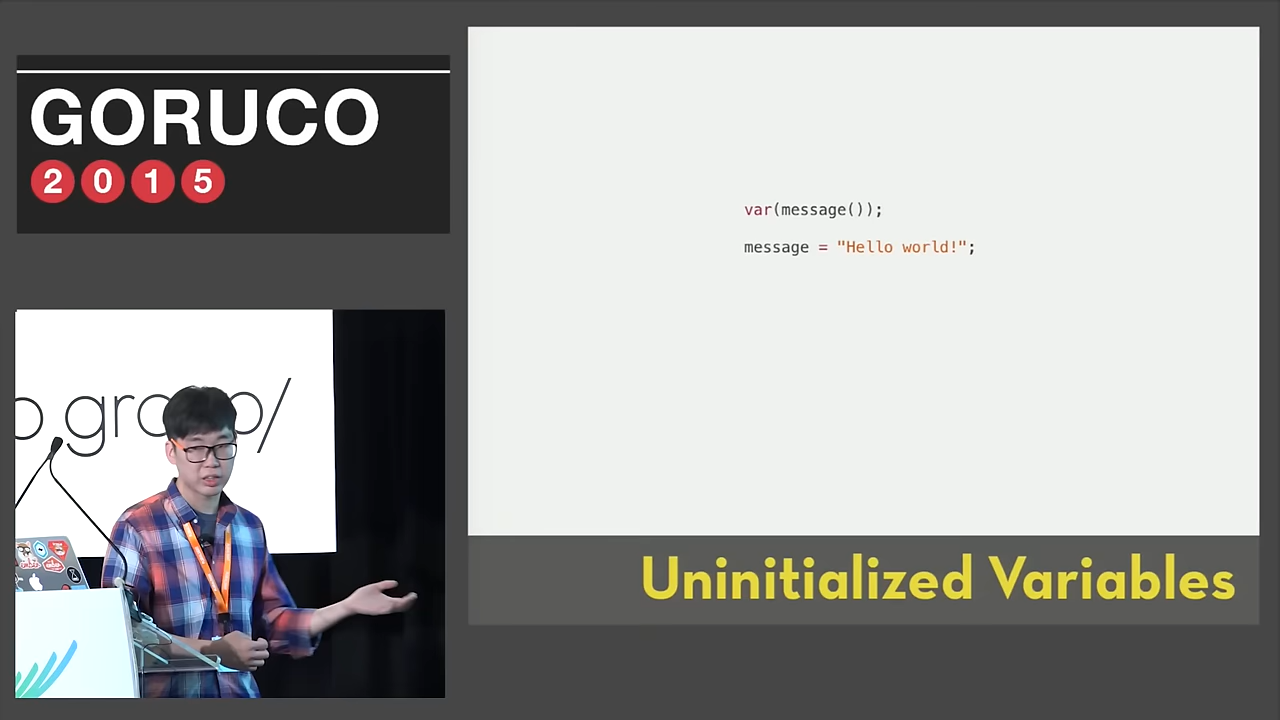 GORUCO
2015
var(message());
message = "Hello world!";
Uninitialized Variables